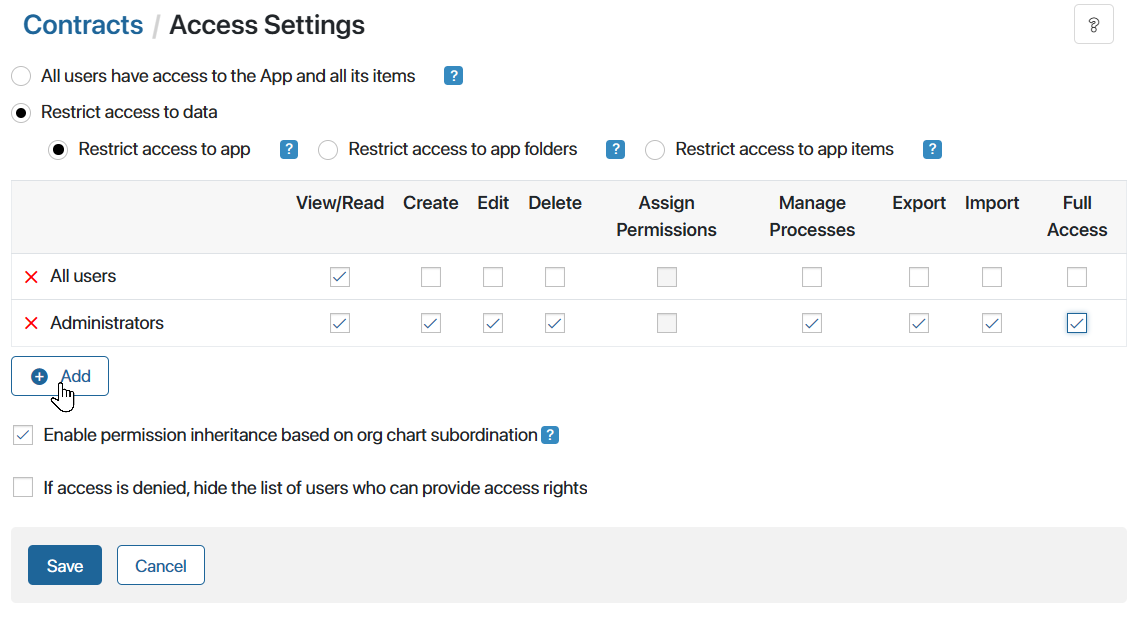 Contracts / Access Settings
?
All users have access to the App and all its items ?
Restrict access to data
Restrict access to app ? Restrict access to app folders ? Restrict access to app items ?
View/Read Create Edit Delete Assign Permissions Manage Processes Export Import Full Access
All users
Administrators
Add
Enable permission inheritance based on org chart subordination ?
If access is denied, hide the list of users who can provide access rights
Save Cancel